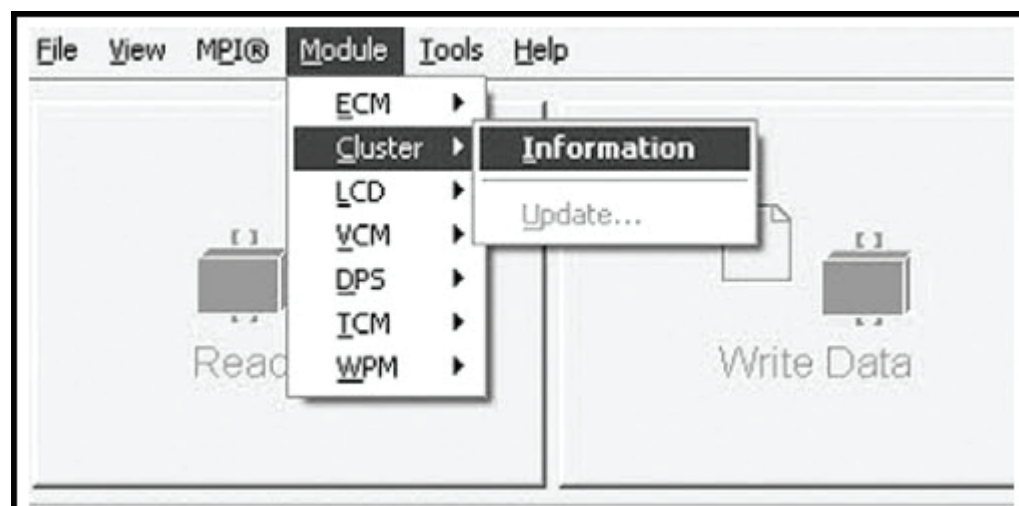 File View MPI® Module Tools Help
ECM
Cluster
Information
LCD
Update...
VCM
DPS
TCM
WPM
Read
Write Data